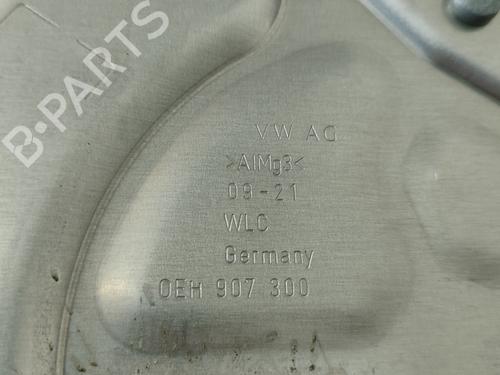 B-PARTS
VW AG
>AlMg3<
09-21
WLC
Germany
0EH 907 300